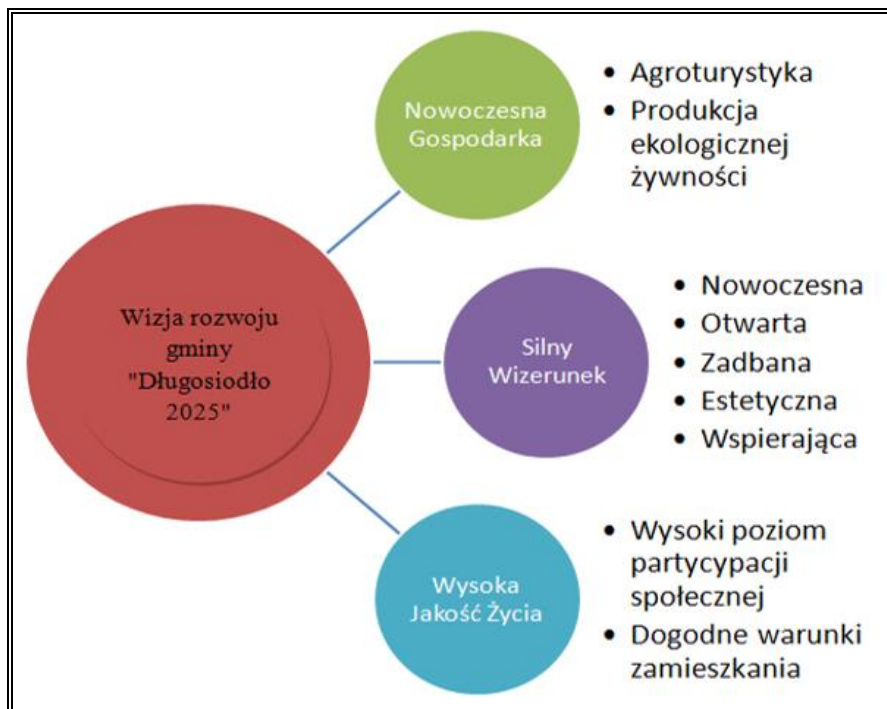 Wizja rozwoju
gminy
"Długosiodło
2025"
Nowoczesna
Gospodarka
• Agroturystyka
• Produkcja
ekologicznej
żywności
Silny
Wizerunek
• Nowoczesna
• Otwarta
• Zadbana
• Estetyczna
• Wspierająca
Wysoka
Jakość Życia
• Wysoki poziom
partycypacji
społecznej
• Dogodne warunki
zamieszkania